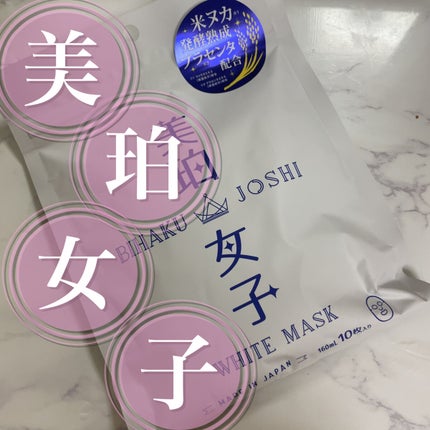 美
珀
女
子
米ヌカ
発酵熟成
プラセンタ
配合
美
珀
BIHAKU JOSHI
女
子
WHITE MASK
160mL 10枚入り
MADE IN JAPAN